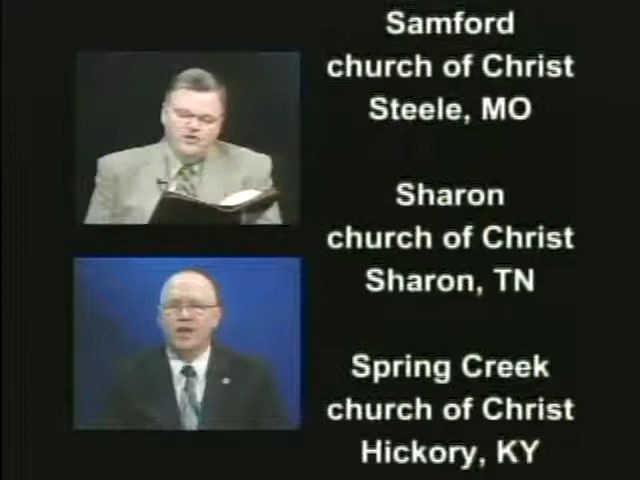 Samford
church of Christ
Steele, MO
Sharon
church of Christ
Sharon, TN
Spring Creek
church of Christ
Hickory, KY